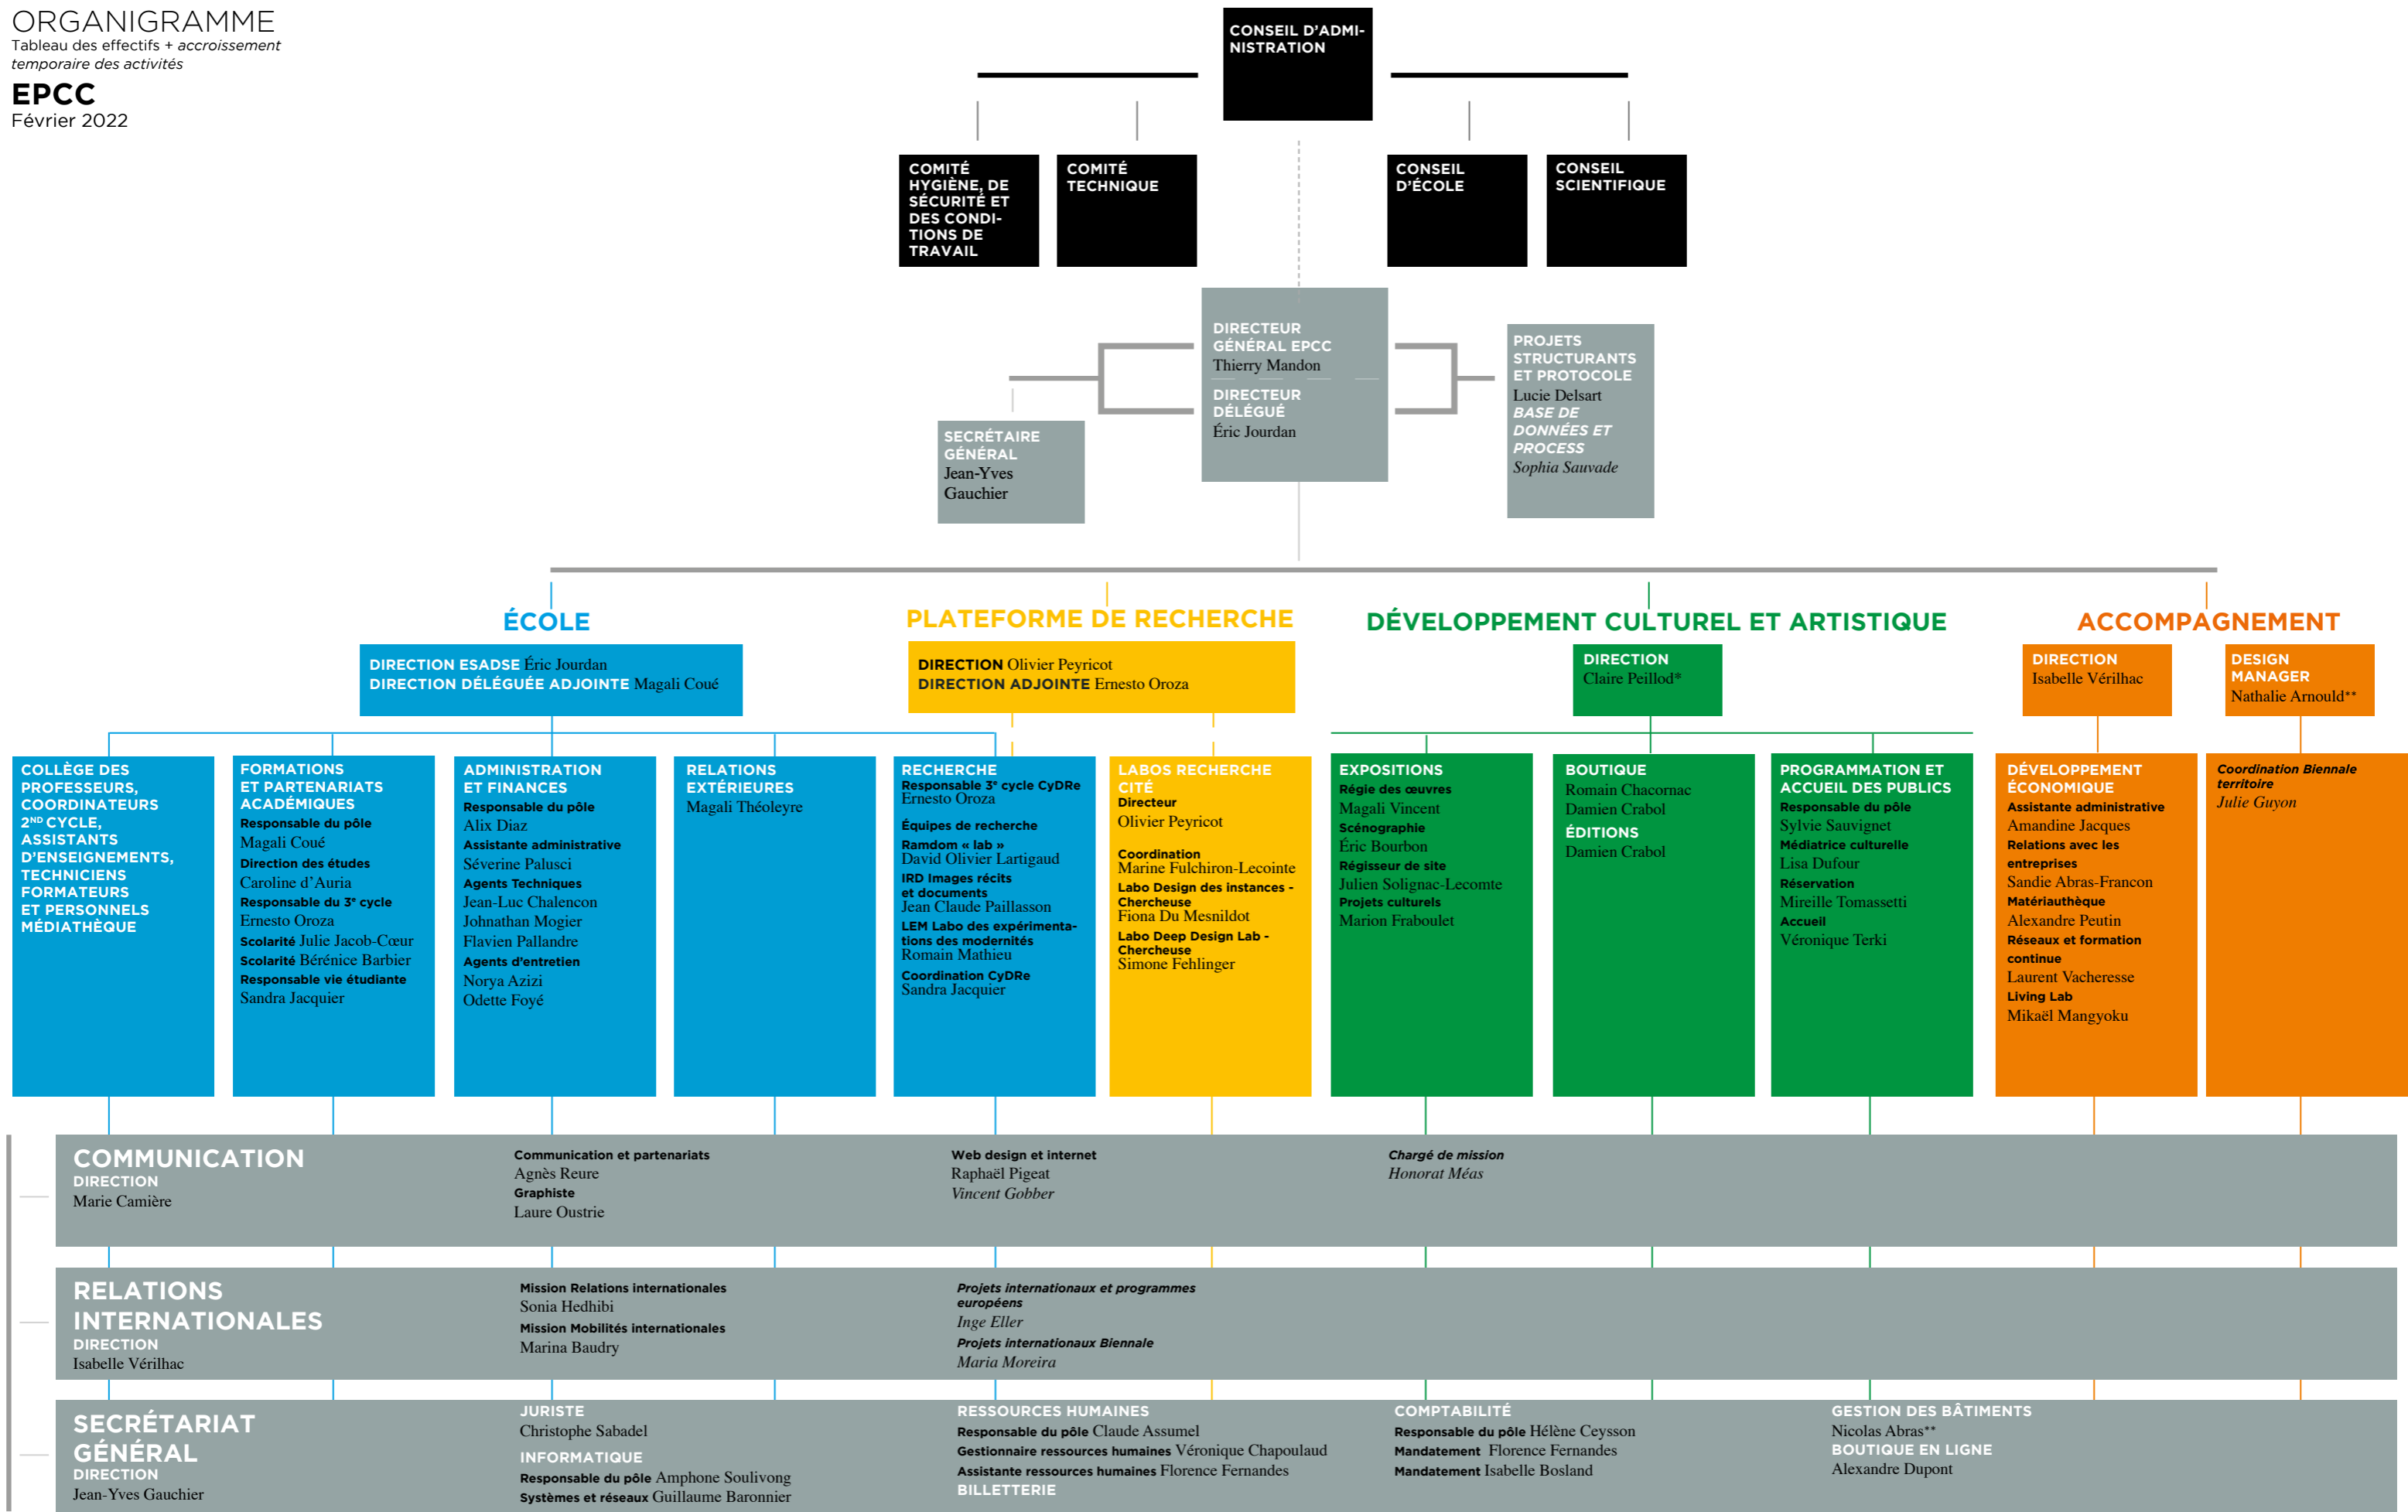 ORGANIGRAMME
Tableau des effectifs + accroissement
temporaire des activités
EPCC
Février 2022
CONSEIL D'ADMI-
NISTRATION
COMITÉ
HYGIÈNE, DE
SÉCURITÉ ET
DES CONDI-
TIONS DE
TRAVAIL
COMITÉ
TECHNIQUE
CONSEIL
D'ÉCOLE
CONSEIL
SCIENTIFIQUE
DIRECTEUR
GÉNÉRAL EPCC
Thierry Mandon
DIRECTEUR
DÉLÉGUÉ
Éric Jourdan
SECRÉTAIRE
GÉNÉRAL
Jean-Yves
Gauchier
PROJETS
STRUCTURANTS
ET PROTOCOLE
Lucie Delsart
BASE DE
DONNÉES ET
PROCESS
Sophia Sauvade
ÉCOLE
DIRECTION ESADSE Éric Jourdan
DIRECTION DÉLÉGUÉE ADJOINTE Magali Coué
PLATEFORME DE RECHERCHE
DIRECTION Olivier Peyricot
DIRECTION ADJOINTE Ernesto Oroza
DÉVELOPPEMENT CULTUREL ET ARTISTIQUE
DIRECTION
Claire Peillod*
ACCOMPAGNEMENT
DIRECTION
Isabelle Vérilhac
DESIGN
MANAGER
Nathalie Arnould**
COLLÈGE DES
PROFESSEURS,
COORDINATEURS
2ND CYCLE,
ASSISTANTS
D'ENSEIGNEMENTS,
TECHNICIENS
FORMATEURS
ET PERSONNELS
MÉDIATHÈQUE
FORMATIONS
ET PARTENARIATS
ACADÉMIQUES
Responsable du pôle
Magali Coué
Direction des études
Caroline d'Auria
Responsable du 3e cycle
Ernesto Oroza
Scolarité Julie Jacob-Cœur
Scolarité Bérénice Barbier
Responsable vie étudiante
Sandra Jacquier
ADMINISTRATION
ET FINANCES
Responsable du pôle
Alix Diaz
Assistante administrative
Séverine Palusci
Agents Techniques
Jean-Luc Chalencon
Johnathan Mogier
Flavien Pallandre
Agents d'entretien
Norya Azizi
Odette Foyé
RELATIONS
EXTÉRIEURES
Magali Théoleyre
RECHERCHE
Responsable 3e cycle CyDRe
Ernesto Oroza
Équipes de recherche
Ramdom « lab »
David Olivier Lartigaud
IRD Images récits
et documents
Jean Claude Paillasson
LEM Labo des expérimenta-
tions des modernités
Romain Mathieu
Coordination CyDRe
Sandra Jacquier
LABOS RECHERCHE
CITÉ
Directeur
Olivier Peyricot
Coordination
Marine Fulchiron-Lecointe
Labo Design des instances -
Chercheuse
Fiona Du Mesnildot
Labo Deep Design Lab -
Chercheuse
Simone Fehlinger
EXPOSITIONS
Régie des œuvres
Magali Vincent
Scénographie
Éric Bourbon
Régisseur de site
Julien Solignac-Lecomte
Projets culturels
Marion Fraboulet
BOUTIQUE
Romain Chacornac
Damien Crabol
ÉDITIONS
Damien Crabol
PROGRAMMATION ET
ACCUEIL DES PUBLICS
Responsable du pôle
Sylvie Sauvignet
Médiatrice culturelle
Lisa Dufour
Réservation
Mireille Tomassetti
Accueil
Véronique Terki
DÉVELOPPEMENT
ÉCONOMIQUE
Assistante administrative
Amandine Jacques
Relations avec les
entreprises
Sandie Abras-Francon
Matériauthèque
Alexandre Peutin
Réseaux et formation
continue
Laurent Vacheresse
Living Lab
Mikaël Mangyoku
Coordination Biennale
territoire
Julie Guyon
COMMUNICATION
DIRECTION
Marie Camière
Communication et partenariats
Agnès Reure
Graphiste
Laure Oustrie
Web design et internet
Raphaël Pigeat
Vincent Gobber
Chargé de mission
Honorat Méas
RELATIONS
INTERNATIONALES
DIRECTION
Isabelle Vérilhac
Mission Relations internationales
Sonia Hedhibi
Mission Mobilités internationales
Marina Baudry
Projets internationaux et programmes
européens
Inge Eller
Projets internationaux Biennale
Maria Moreira
SECRÉTARIAT
GÉNÉRAL
DIRECTION
Jean-Yves Gauchier
JURISTE
Christophe Sabadel
INFORMATIQUE
Responsable du pôle Amphone Soulivong
Systèmes et réseaux Guillaume Baronnier
RESSOURCES HUMAINES
Responsable du pôle Claude Assumel
Gestionnaire ressources humaines Véronique Chapoulaud
Assistante ressources humaines Florence Fernandes
BILLETTERIE
COMPTABILITÉ
Responsable du pôle Hélène Ceysson
Mandatement Florence Fernandes
Mandatement Isabelle Bosland
GESTION DES BÂTIMENTS
Nicolas Abras**
BOUTIQUE EN LIGNE
Alexandre Dupont